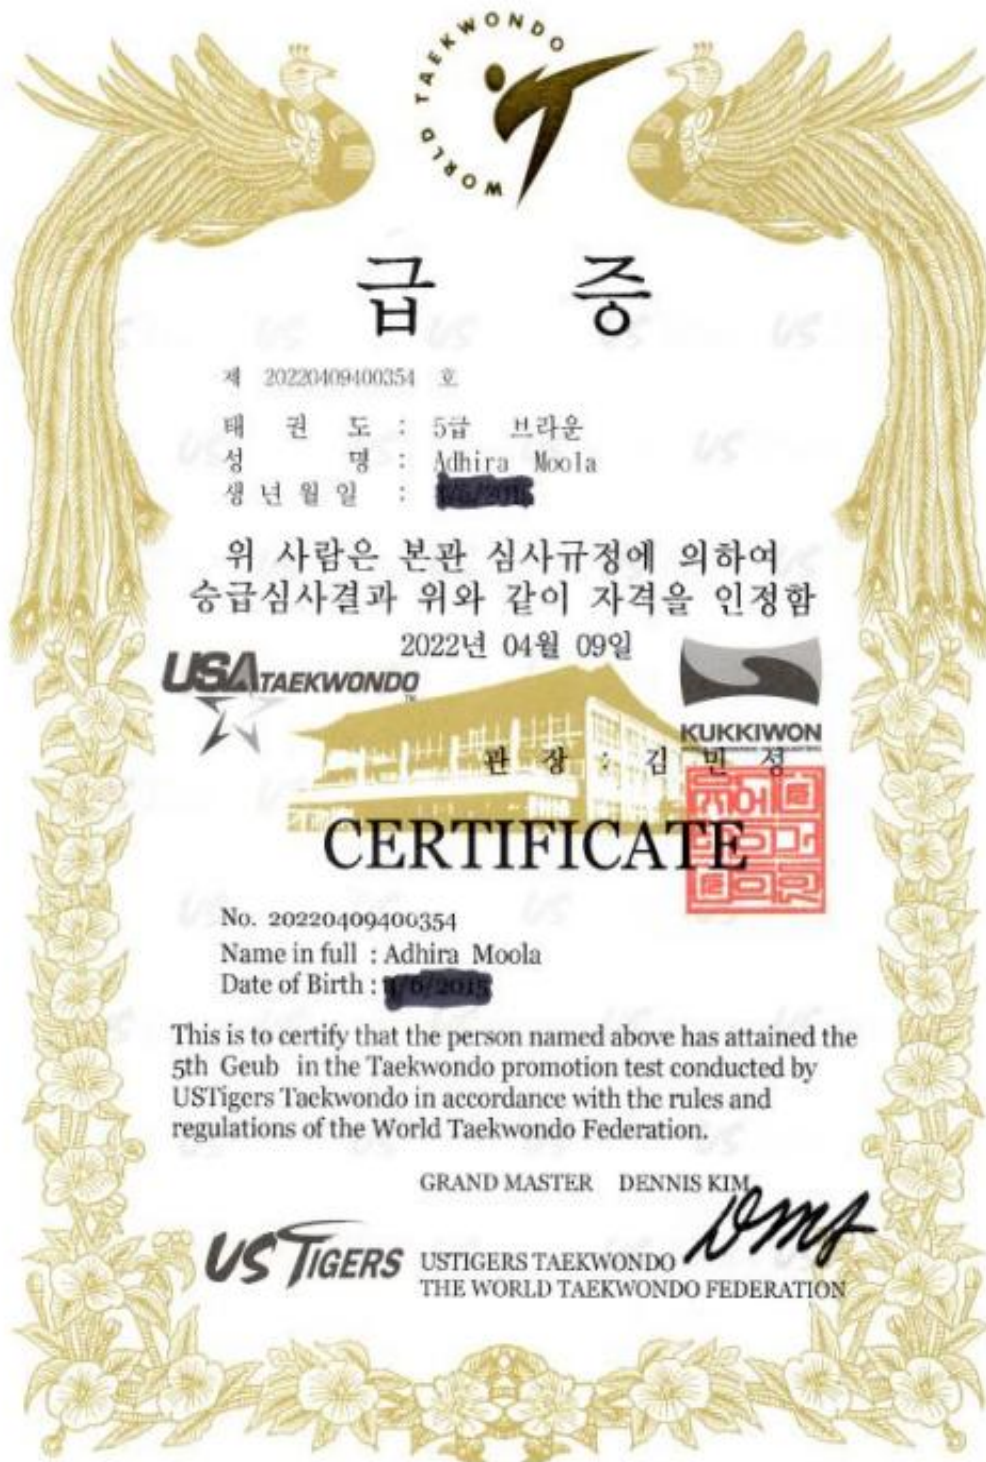 WORLD TAEKWONDO
급 증
제 20220409400354 호
태 권 도 : 5급 브라운
성 명 : Adhira Moola
생년월일 :
위 사람은 본관 심사규정에 의하여
승급심사결과 위와 같이 자격을 인정함
2022년 04월 09일
USA TAEKWONDO
KUKKIWON
관 장 : 김 민 성
CERTIFICATE
No. 20220409400354
Name in full : Adhira Moola
Date of Birth :
This is to certify that the person named above has attained the
5th Geub in the Taekwondo promotion test conducted by
USTigers Taekwondo in accordance with the rules and
regulations of the World Taekwondo Federation.
GRAND MASTER DENNIS KIM
US TIGERS
USTIGERS TAEKWONDO
THE WORLD TAEKWONDO FEDERATION